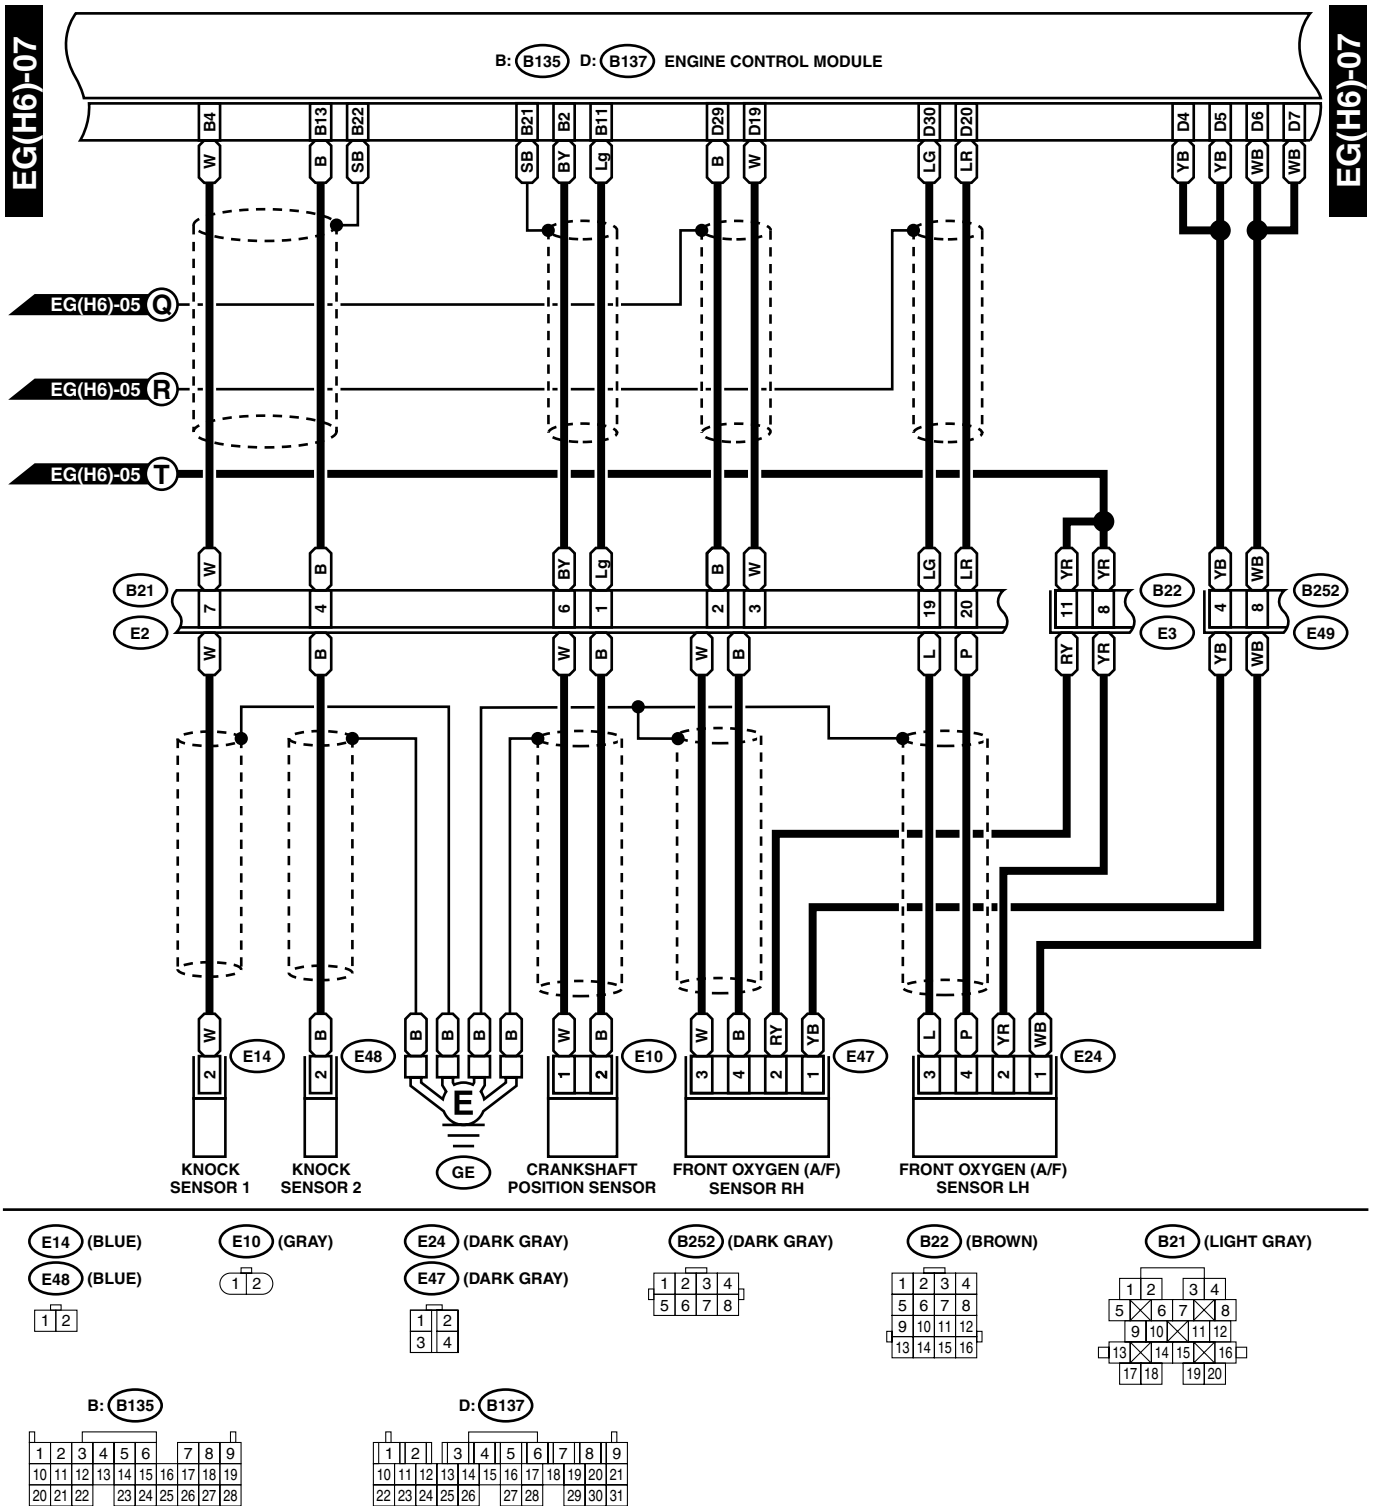 EG(H6)-07
EG(H6)-07
B: B135 D: B137 ENGINE CONTROL MODULE
B4 B13 B22 B21 B2 B11 D29 D19 D30 D20 D4 D5 D6 D7
W B SB SB BY Lg B W LG LR YB YB WB WB
EG(H6)-05 Q
EG(H6)-05 R
EG(H6)-05 T
W B BY Lg B W LG LR YR YR YB WB
B21 7 4 6 1 2 3 19 20 11 8 B22 4 8 B252
E2 E3 E49
W B W B W B L P RY YR YB WB
W B B B B B W B W B RY YB L P YR WB
2 E14 2 E48 1 2 E10 3 4 2 1 E47 3 4 2 1 E24
E
GE
KNOCK SENSOR 1
KNOCK SENSOR 2
CRANKSHAFT POSITION SENSOR
FRONT OXYGEN (A/F) SENSOR RH
FRONT OXYGEN (A/F) SENSOR LH
E14 (BLUE)
E48 (BLUE)
1 2
E10 (GRAY)
1 2
E24 (DARK GRAY)
E47 (DARK GRAY)
1 2
3 4
B252 (DARK GRAY)
1 2 3 4
5 6 7 8
B22 (BROWN)
1 2 3 4
5 6 7 8
9 10 11 12
13 14 15 16
B21 (LIGHT GRAY)
1 2 3 4
5 6 7 8
9 10 11 12
13 14 15 16
17 18 19 20
B: B135
1 2 3 4 5 6 7 8 9
10 11 12 13 14 15 16 17 18 19
20 21 22 23 24 25 26 27 28
D: B137
1 2 3 4 5 6 7 8 9
10 11 12 13 14 15 16 17 18 19 20 21
22 23 24 25 26 27 28 29 30 31